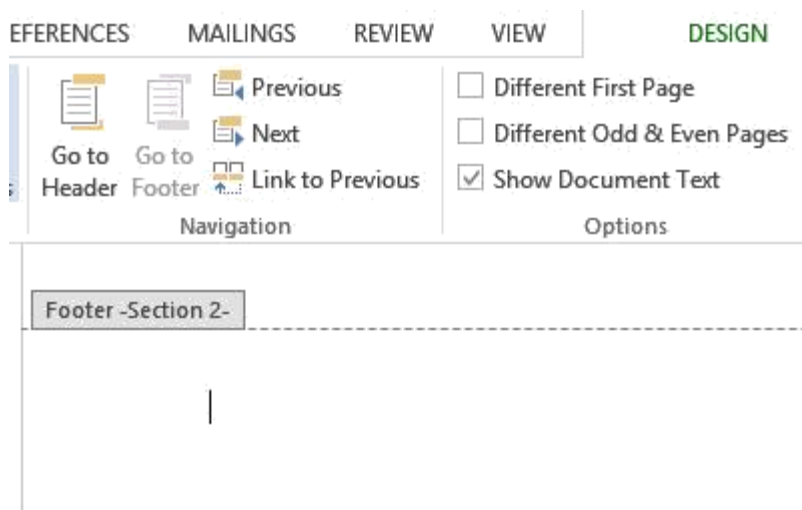 EFERENCES MAILINGS REVIEW VIEW DESIGN
Previous
Different First Page
Next
Different Odd & Even Pages
Go to Header
Go to Footer
Link to Previous
Show Document Text
Navigation
Options
Footer -Section 2-